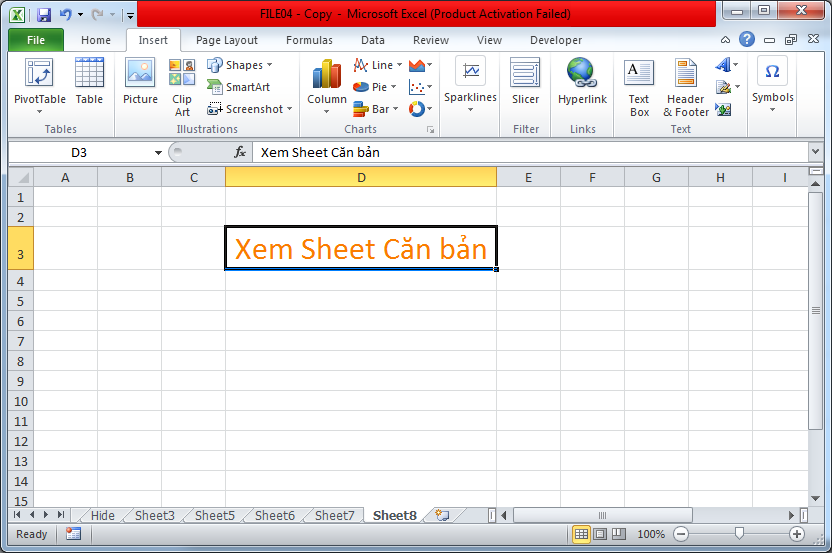 FILE04 - Copy - Microsoft Excel (Product Activation Failed)
File Home Insert Page Layout Formulas Data Review View Developer
PivotTable Table Picture Clip Art Shapes SmartArt Screenshot Column Line Pie Bar Sparklines Slicer Hyperlink Text Box Header & Footer Symbols
Tables Illustrations Charts Filter Links Text
D3 fx Xem Sheet Căn bản
A B C D E F G H I
1
2
3 Xem Sheet Căn bản
4
5
6
7
8
9
10
11
12
13
14
15
Hide Sheet3 Sheet5 Sheet6 Sheet7 Sheet8
Ready 100%